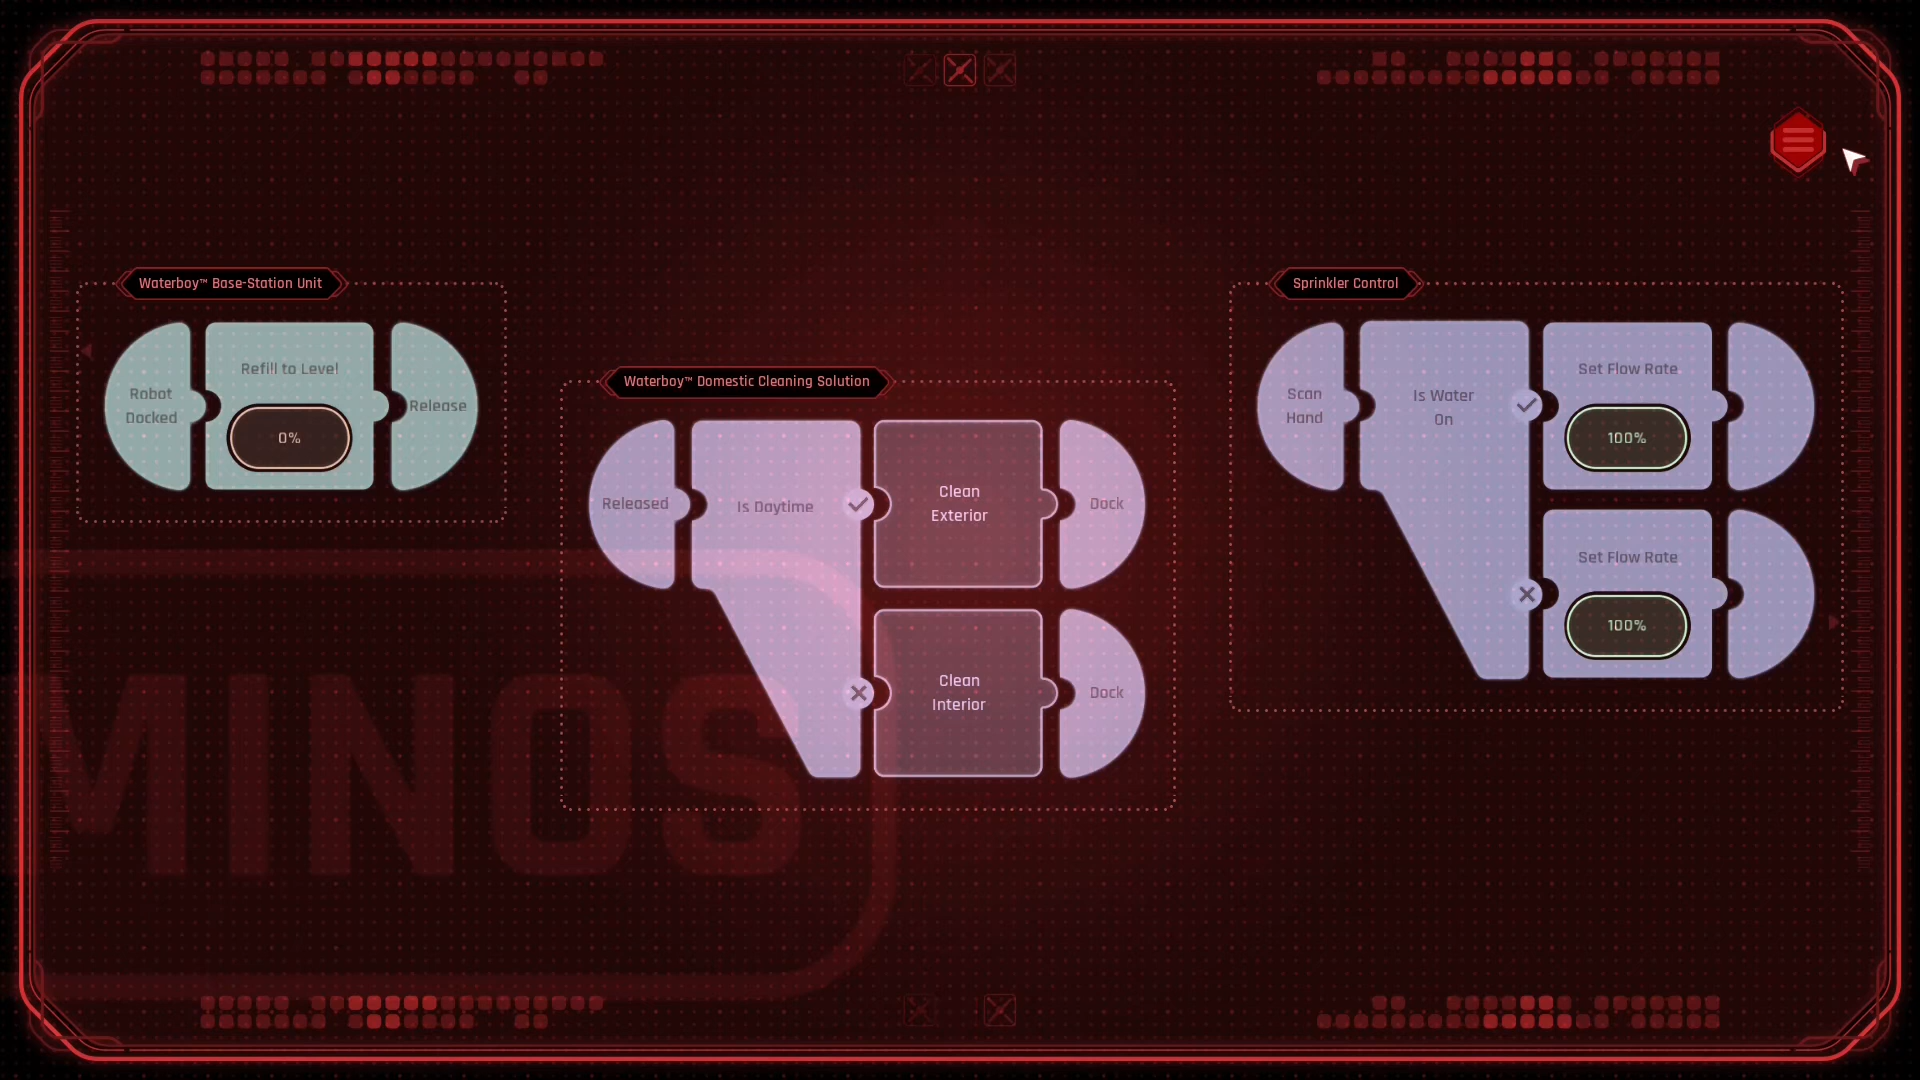 Waterboy™ Base-Station Unit
Robot
Docked
Refill to Level
0%
Release
Waterboy™ Domestic Cleaning Solution
Released
Is Daytime
Clean
Exterior
Dock
Clean
Interior
Dock
Sprinkler Control
Scan
Hand
Is Water
On
Set Flow Rate
100%
Set Flow Rate
100%
MINOS